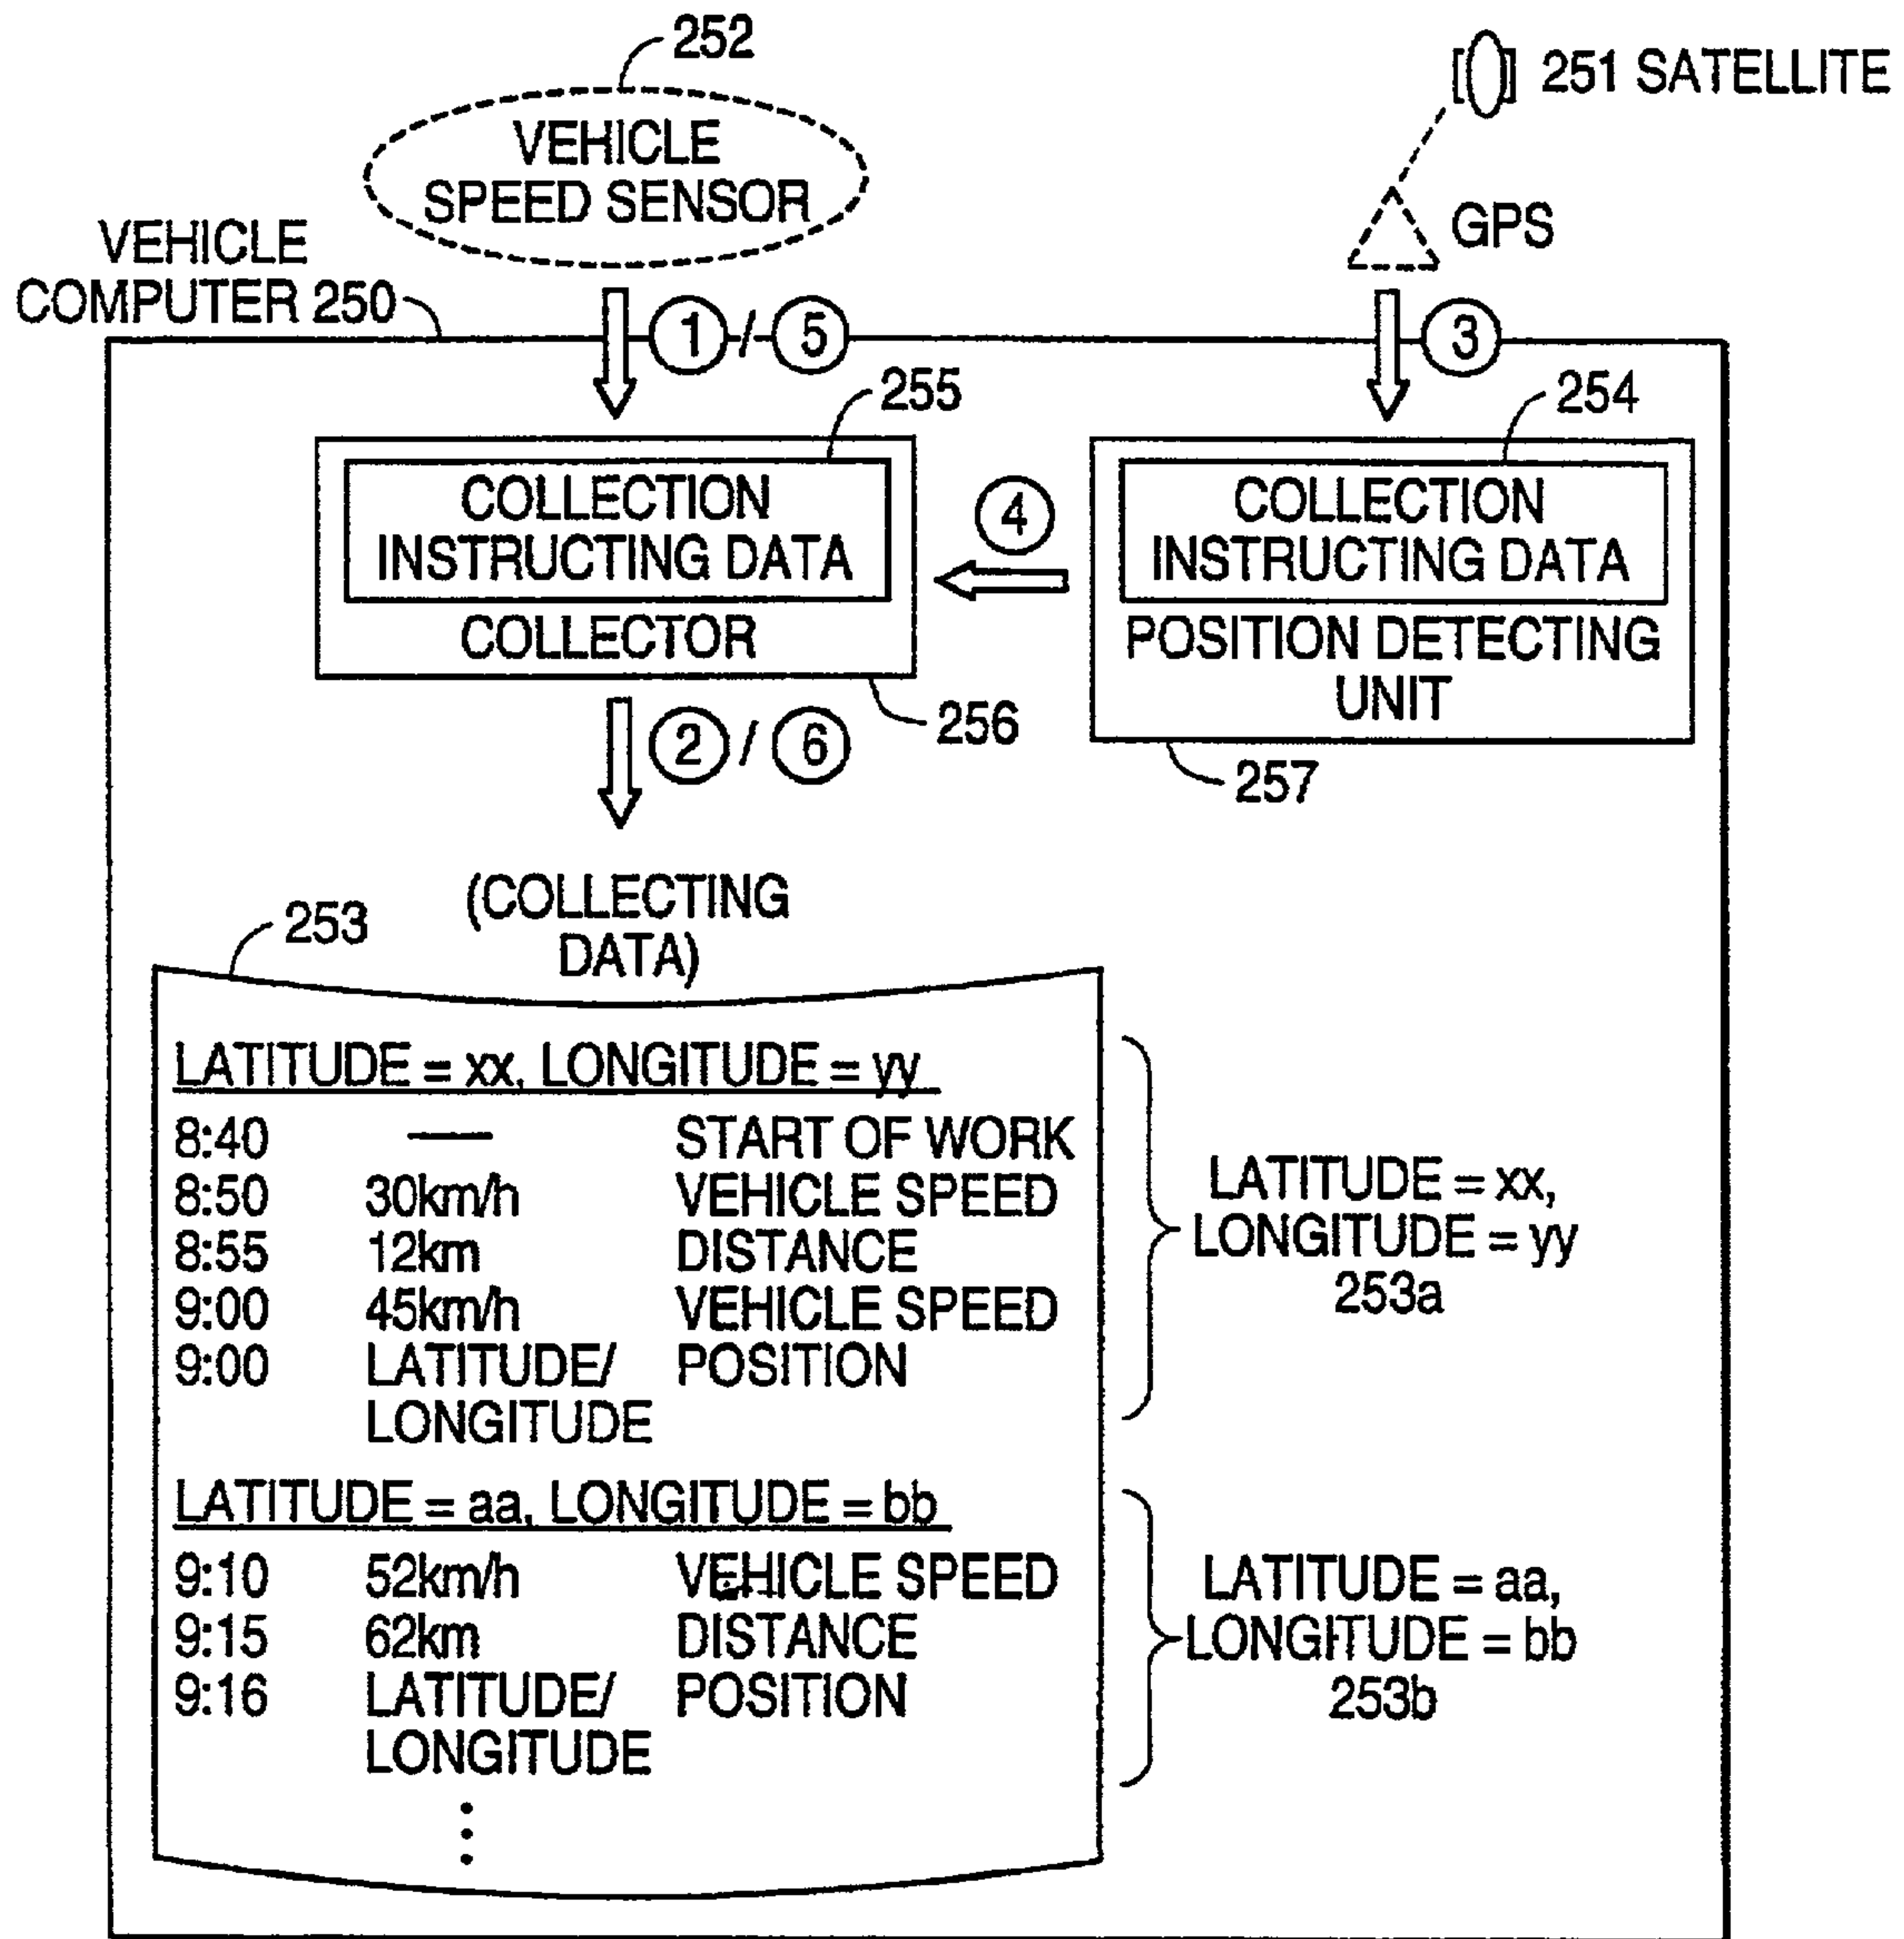 252
VEHICLE
SPEED SENSOR
251 SATELLITE
GPS
VEHICLE
COMPUTER 250
1 / 5
3
255
COLLECTION
INSTRUCTING DATA
COLLECTOR
256
4
254
COLLECTION
INSTRUCTING DATA
POSITION DETECTING
UNIT
257
2 / 6
(COLLECTING
DATA)
253
LATITUDE = xx, LONGITUDE = yy
8:40 — START OF WORK
8:50 30km/h VEHICLE SPEED
8:55 12km DISTANCE
9:00 45km/h VEHICLE SPEED
9:00 LATITUDE/ POSITION
LONGITUDE
LATITUDE = xx,
LONGITUDE = yy
253a
LATITUDE = aa, LONGITUDE = bb
9:10 52km/h VEHICLE SPEED
9:15 62km DISTANCE
9:16 LATITUDE/ POSITION
LONGITUDE
LATITUDE = aa,
LONGITUDE = bb
253b